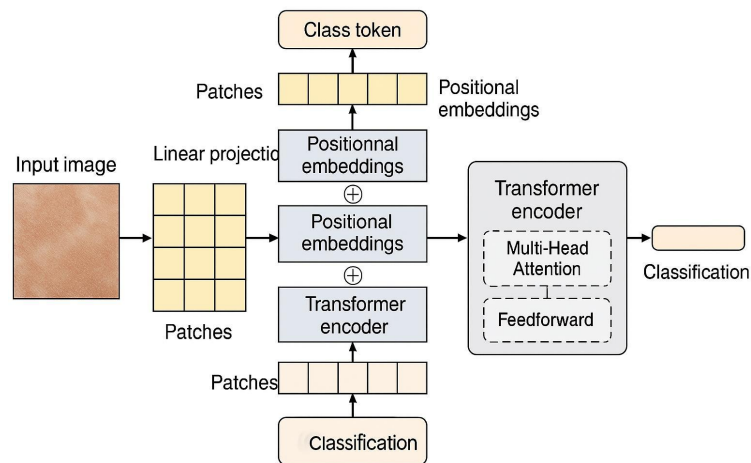 Class token
Patches
Positional
embeddings
Input image
Linear projectio
Positionnal
embeddings
Positional
embeddings
Patches
Transformer
encoder
Multi-Head
Attention
Feedforward
Classification
Transformer
encoder
Patches
Classification